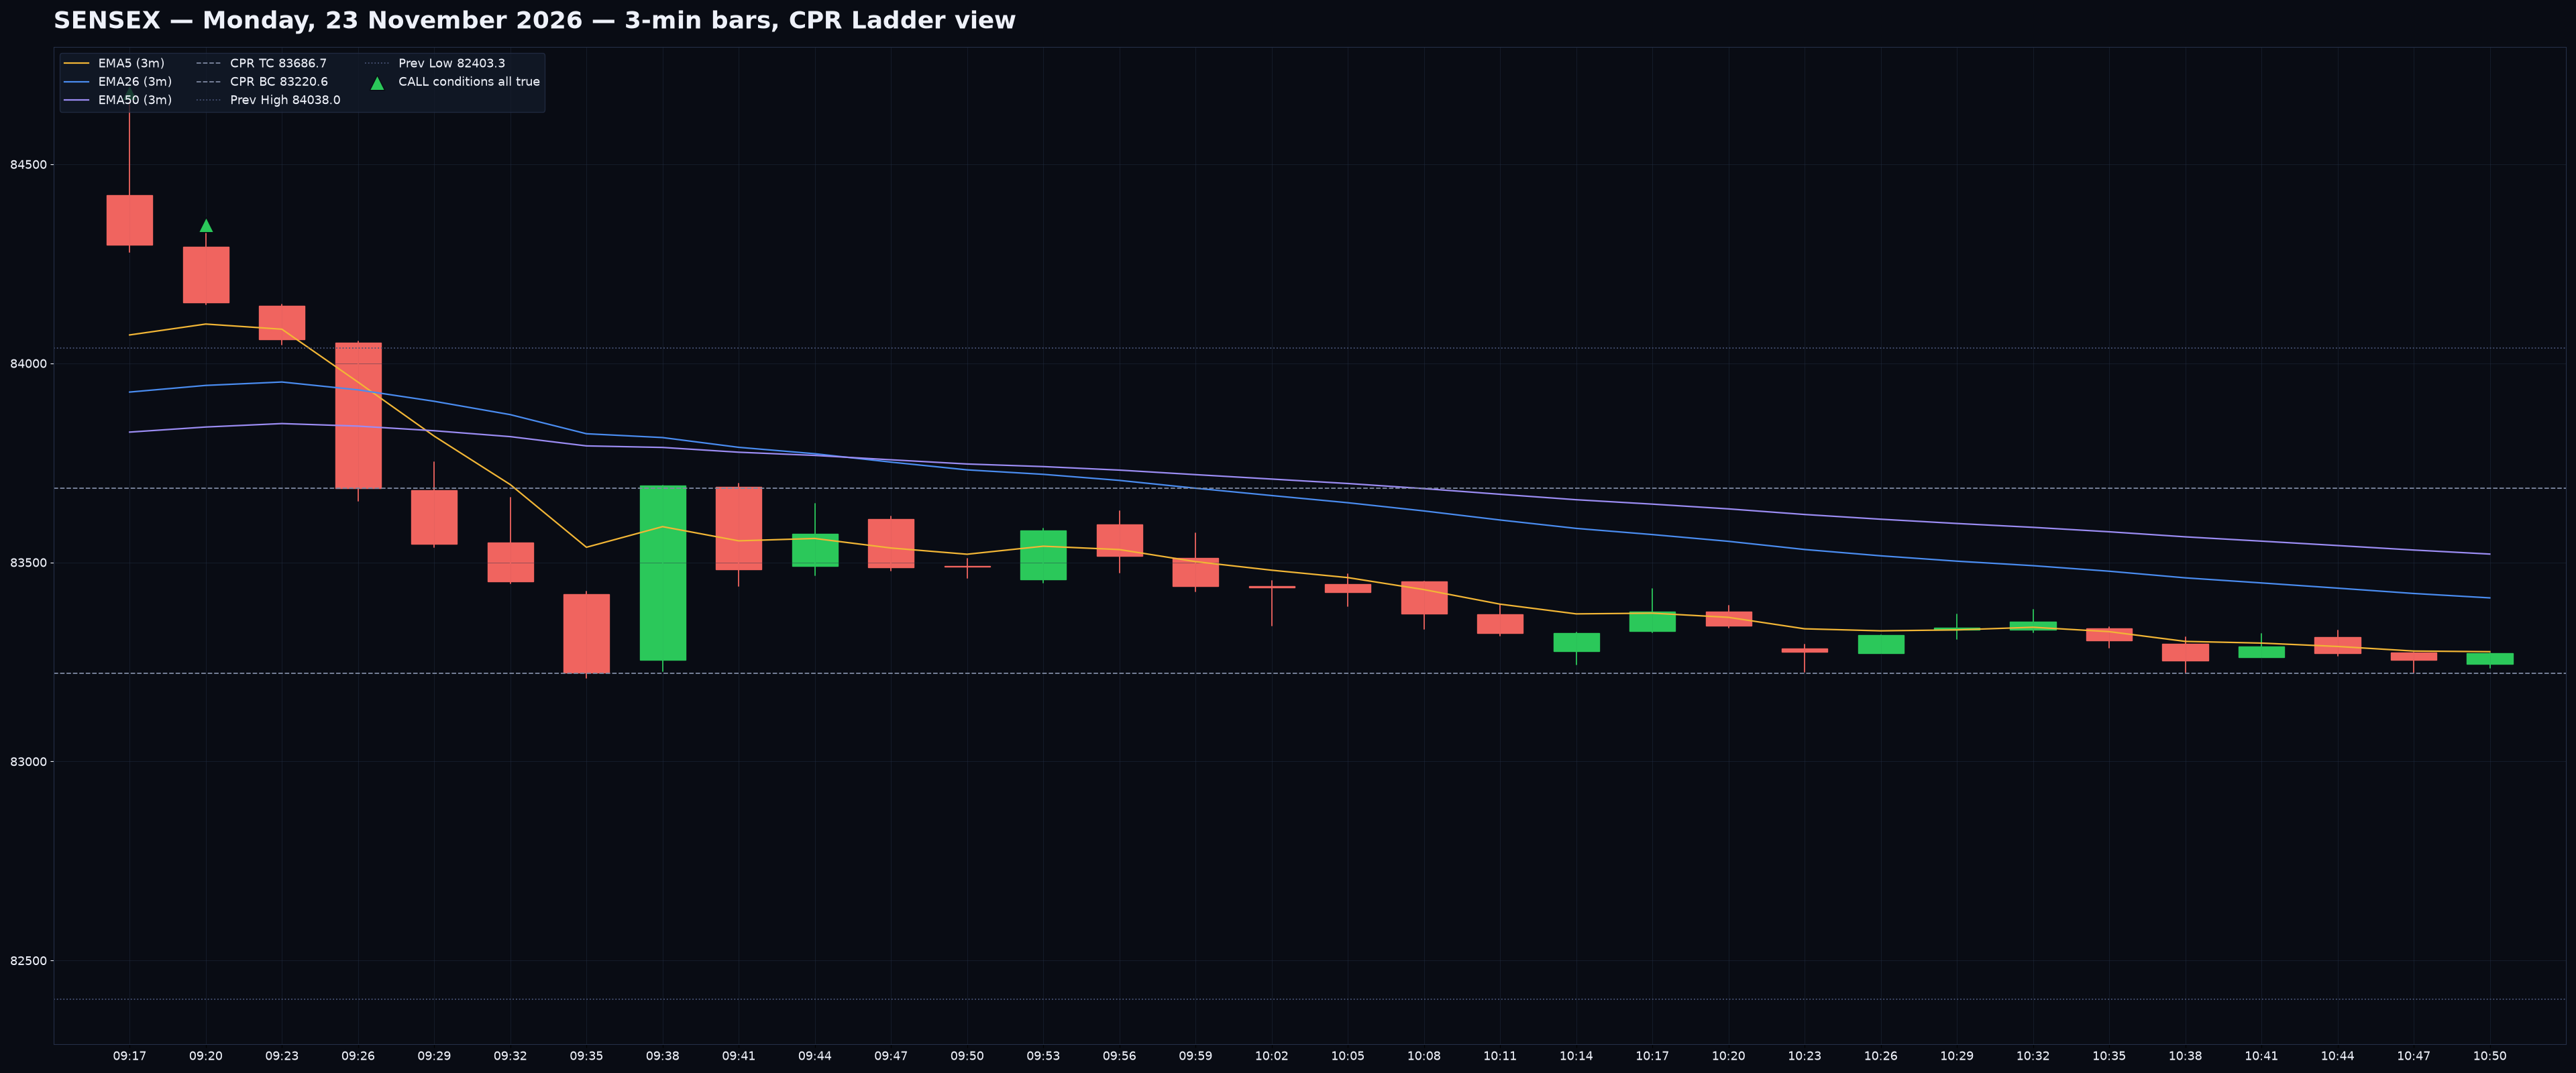 SENSEX — Monday, 23 November 2026 — 3-min bars, CPR Ladder view
EMA5 (3m)
EMA26 (3m)
EMA50 (3m)
CPR TC 83686.7
CPR BC 83220.6
Prev High 84038.0
Prev Low 82403.3
CALL conditions all true
84500
84000
83500
83000
82500
09:17 09:20 09:23 09:26 09:29 09:32 09:35 09:38 09:41 09:44 09:47 09:50 09:53 09:56 09:59 10:02 10:05 10:08 10:11 10:14 10:17 10:20 10:23 10:26 10:29 10:32 10:35 10:38 10:41 10:44 10:47 10:50